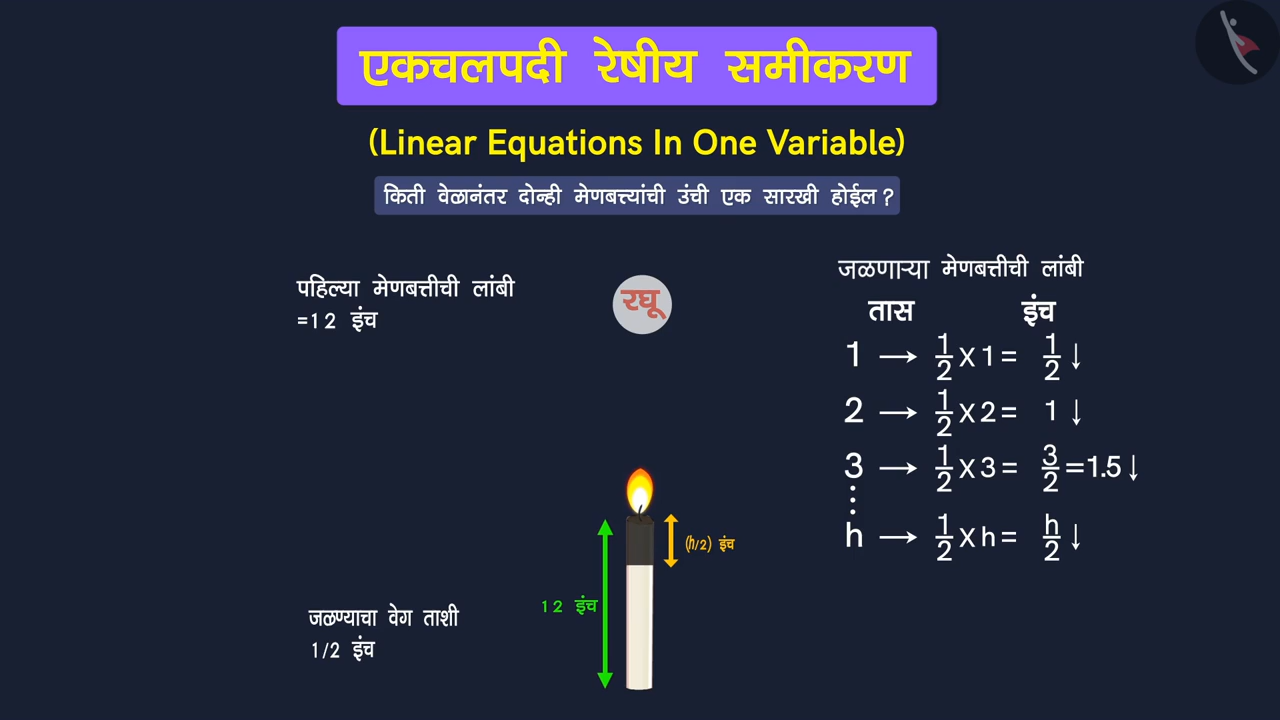 एकचलपदी रेषीय समीकरण
(Linear Equations In One Variable)
किती वेळानंतर दोन्ही मेणबत्त्यांची उंची एक सारखी होईल ?
पहिल्या मेणबत्तीची लांबी
=12 इंच
रघू
जळणाऱ्या मेणबत्तीची लांबी
तास इंच
1 → 1/2 X 1 = 1/2 ↓
2 → 1/2 X 2 = 1 ↓
3 → 1/2 X 3 = 3/2 = 1.5 ↓
⋮
h → 1/2 X h = h/2 ↓
(h/2) इंच
12 इंच
जळण्याचा वेग ताशी
1/2 इंच